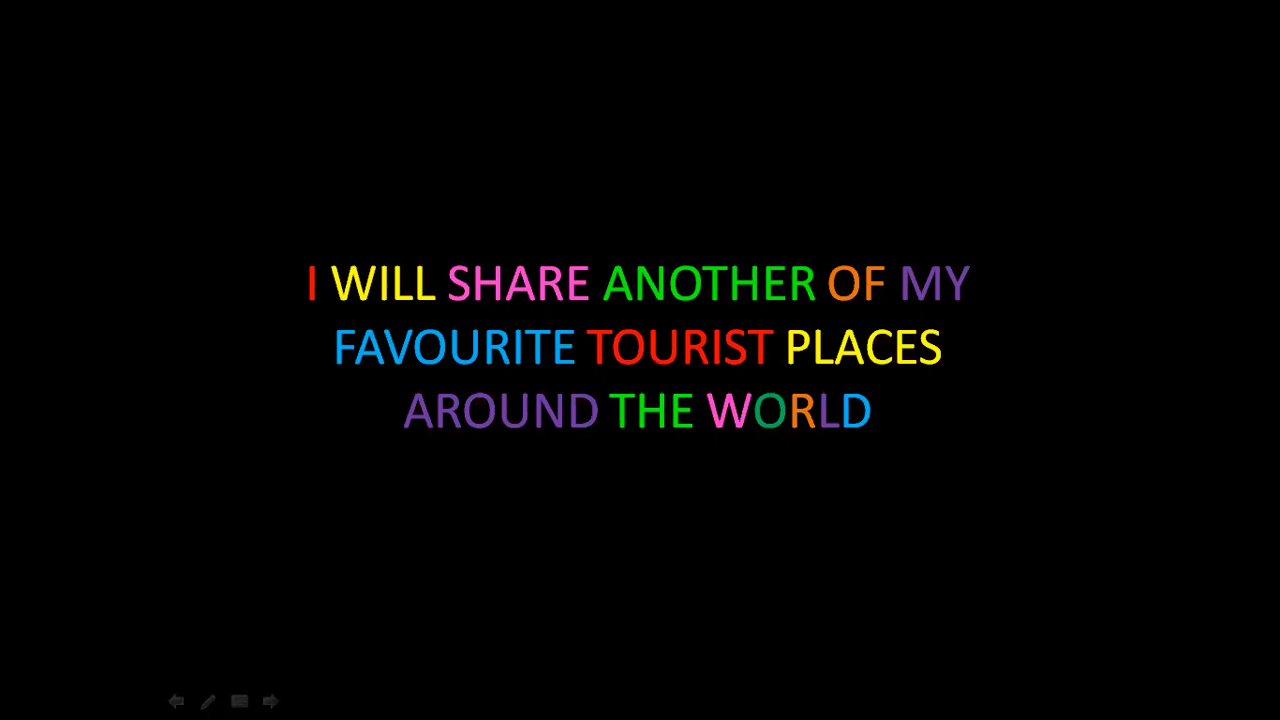 I WILL SHARE ANOTHER OF MY
FAVOURITE TOURIST PLACES
AROUND THE WORLD